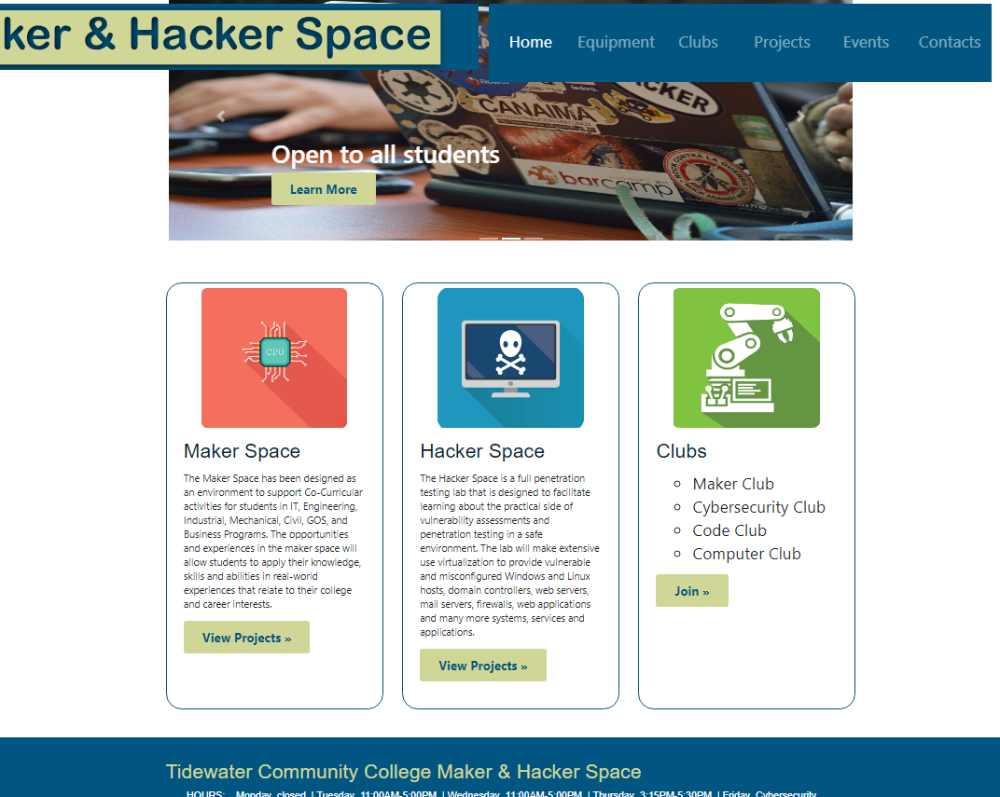 ker & Hacker Space
Home Equipment Clubs Projects Events Contacts
CKER
CANAIMA
barcamp
Open to all students
Learn More
CPU
Maker Space
The Maker Space has been designed as
an environment to support Co-Curricular
activities for students in IT, Engineering,
Industrial, Mechanical, Civil, GOS, and
Business Programs. The opportunities
and experiences in the maker space will
allow students to apply their knowledge,
skills and abilities in real-world
experiences that relate to their college
and career interests.
View Projects »
Hacker Space
The Hacker Space is a full penetration
testing lab that is designed to facilitate
learning about the practical side of
vulnerability assessments and
penetration testing in a safe
environment. The lab will make extensive
use virtualization to provide vulnerable
and misconfigured Windows and Linux
hosts, domain controllers, web servers,
mail servers, firewalls, web applications
and many more systems, services and
applications.
View Projects »
Clubs
Maker Club
Cybersecurity Club
Code Club
Computer Club
Join »
Tidewater Community College Maker & Hacker Space
HOURS: Monday, closed | Tuesday, 11:00AM-5:00PM | Wednesday, 11:00AM-5:00PM | Thursday, 3:15PM-5:30PM | Friday, Cybersecurity